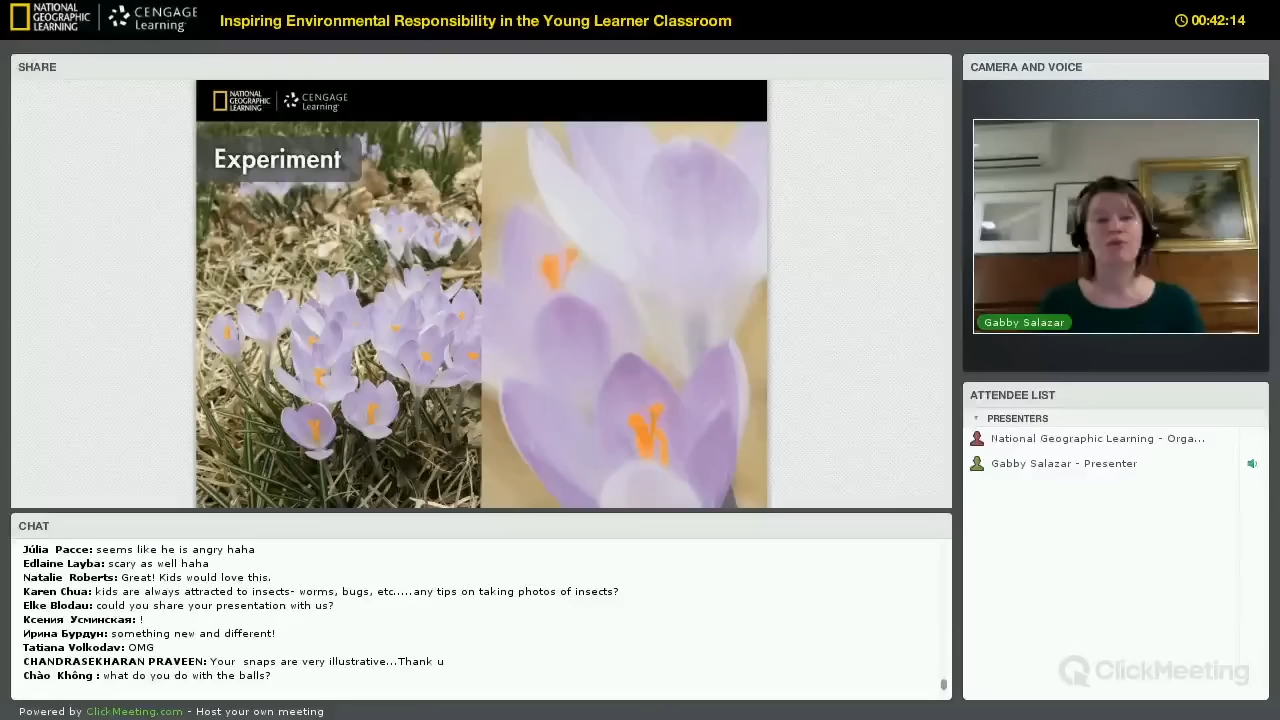 NATIONAL
GEOGRAPHIC
LEARNING
CENGAGE
Learning
Inspiring Environmental Responsibility in the Young Learner Classroom
00:42:14
SHARE
NATIONAL
GEOGRAPHIC
LEARNING
CENGAGE
Learning
Experiment
CAMERA AND VOICE
Gabby Salazar
ATTENDEE LIST
PRESENTERS
National Geographic Learning - Orga...
Gabby Salazar - Presenter
CHAT
Júlia Pacce: seems like he is angry haha
Edlaine Layba: scary as well haha
Natalie Roberts: Great! Kids would love this.
Karen Chua: kids are always attracted to insects- worms, bugs, etc.....any tips on taking photos of insects?
Elke Blodau: could you share your presentation with us?
Ксения Усминская: !
Ирина Бурдун: something new and different!
Tatiana Volkodav: OMG
CHANDRASEKHARAN PRAVEEN: Your snaps are very illustrative...Thank u
Chào Không : what do you do with the balls?
ClickMeeting
Powered by ClickMeeting.com - Host your own meeting